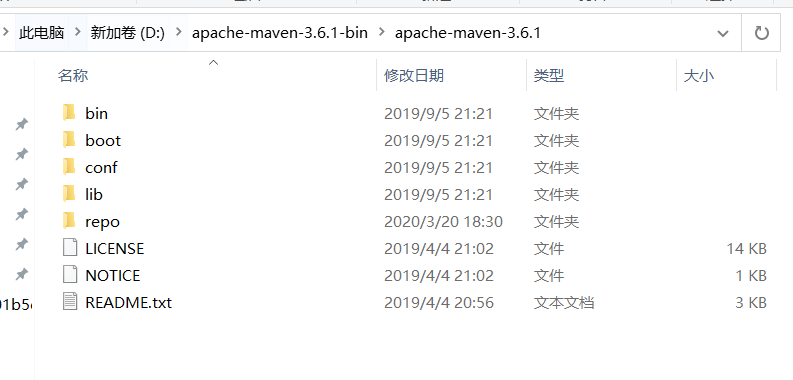 此电脑 新加卷 (D:) apache-maven-3.6.1-bin apache-maven-3.6.1
名称 修改日期 类型 大小
bin 2019/9/5 21:21 文件夹
boot 2019/9/5 21:21 文件夹
conf 2019/9/5 21:21 文件夹
lib 2019/9/5 21:21 文件夹
repo 2020/3/20 18:30 文件夹
LICENSE 2019/4/4 21:02 文件 14 KB
NOTICE 2019/4/4 21:02 文件 1 KB
README.txt 2019/4/4 20:56 文本文档 3 KB